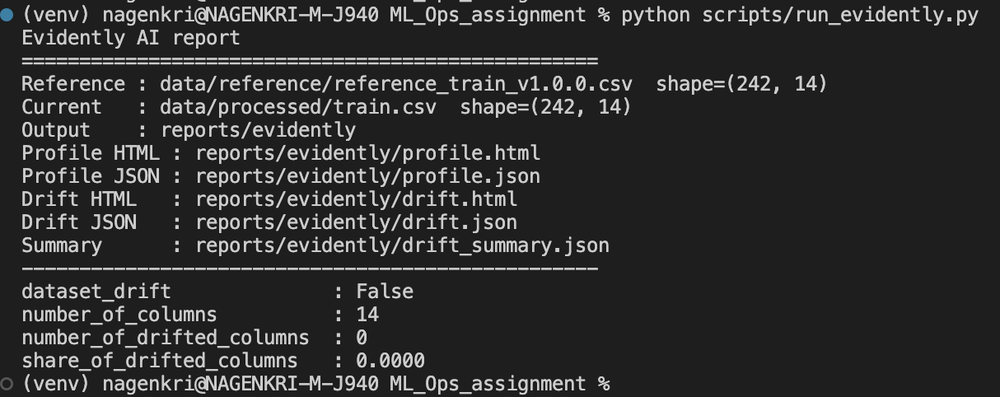 (venv) nagenkri@NAGENKRI-M-J940 ML_Ops_assignment % python scripts/run_evidently.py
Evidently AI report
==================================================
Reference : data/reference/reference_train_v1.0.0.csv  shape=(242, 14)
Current   : data/processed/train.csv  shape=(242, 14)
Output    : reports/evidently
Profile HTML : reports/evidently/profile.html
Profile JSON : reports/evidently/profile.json
Drift HTML   : reports/evidently/drift.html
Drift JSON   : reports/evidently/drift.json
Summary      : reports/evidently/drift_summary.json
--------------------------------------------------
dataset_drift              : False
number_of_columns          : 14
number_of_drifted_columns  : 0
share_of_drifted_columns   : 0.0000
(venv) nagenkri@NAGENKRI-M-J940 ML_Ops_assignment %